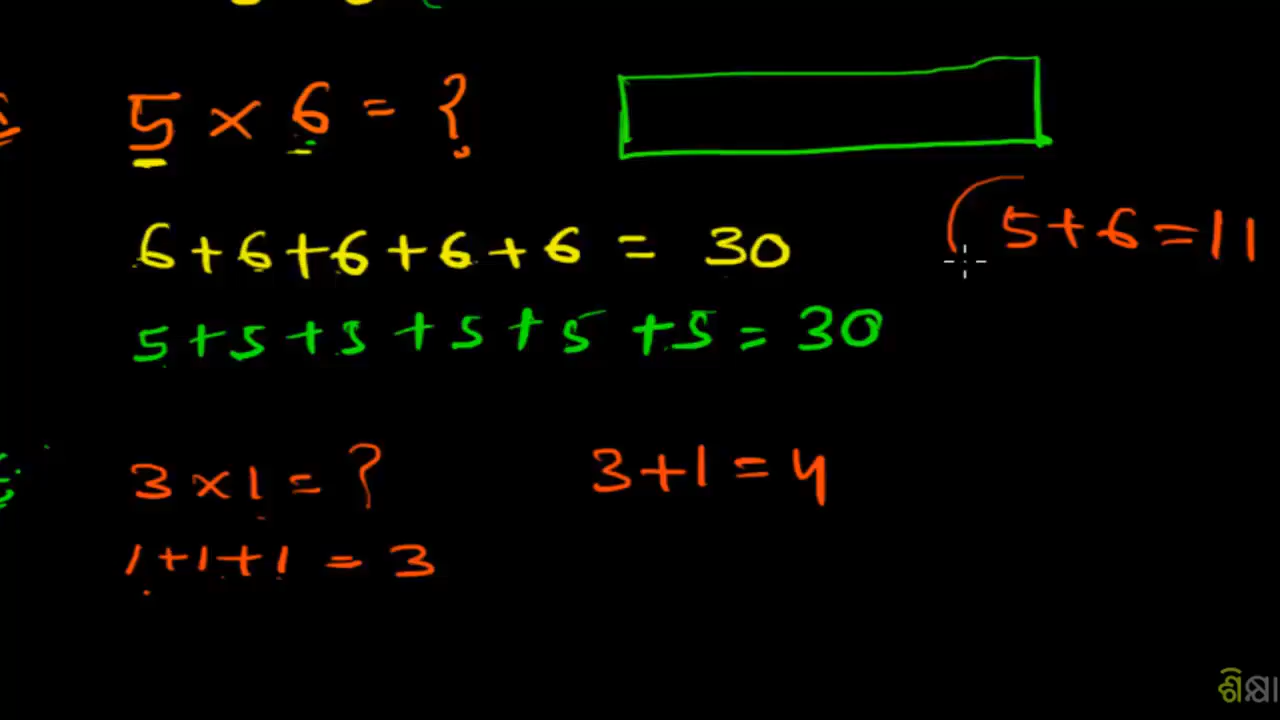 5 × 6 = ?
5 + 6 = 11
6 + 6 + 6 + 6 + 6 = 30
5 + 5 + 5 + 5 + 5 + 5 = 30
3 × 1 = ? 3 + 1 = 4
1 + 1 + 1 = 3